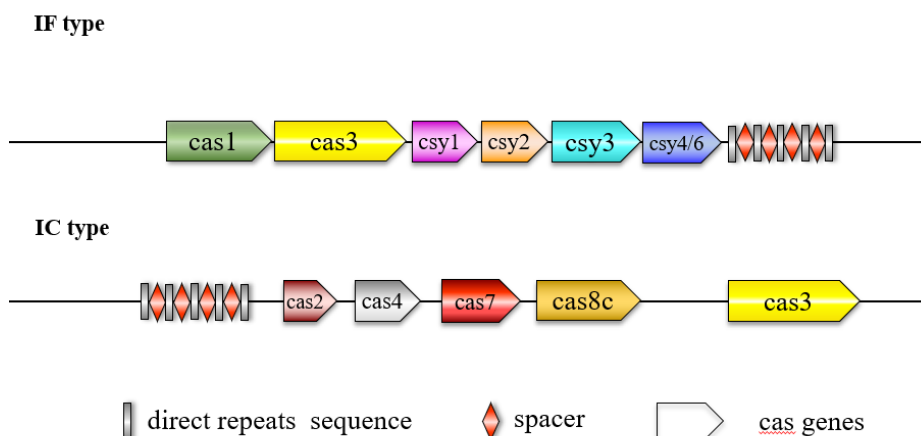 IF type
cas1 cas3 csy1 csy2 csy3 csy4/6
IC type
cas2 cas4 cas7 cas8c cas3
direct repeats sequence spacer cas genes